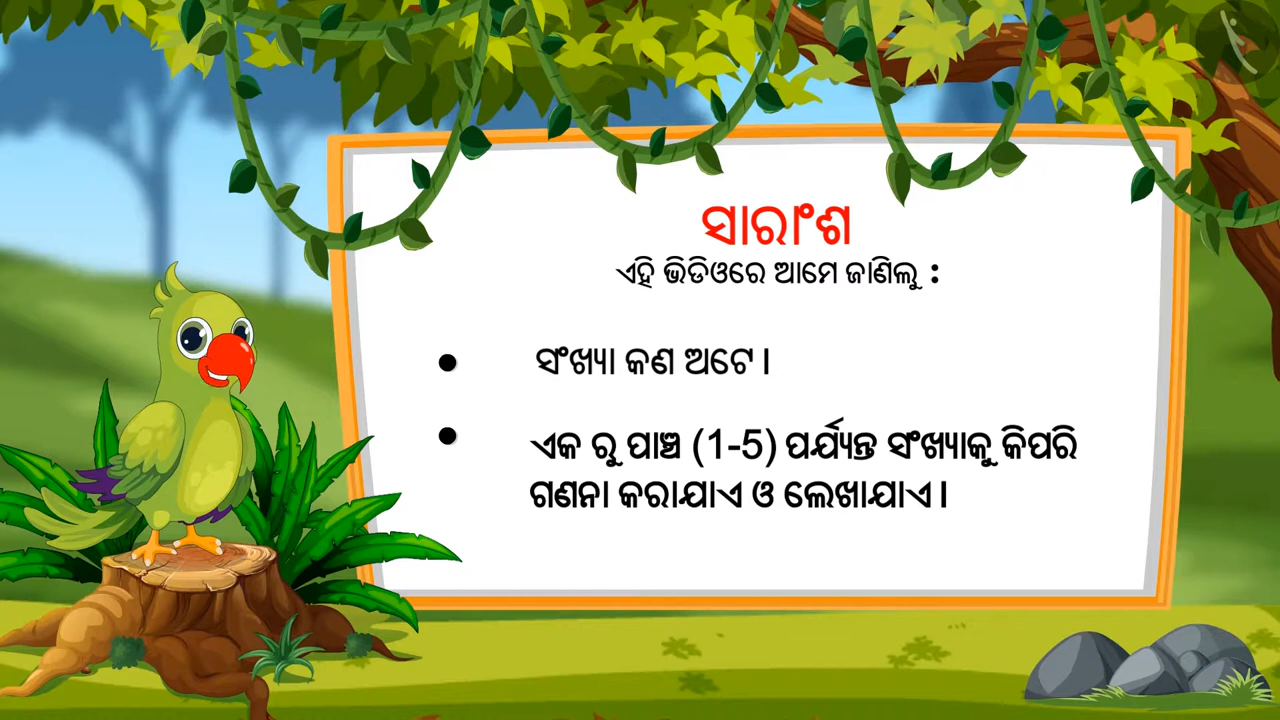 ସାରାଂଶ
ଏହି ଭିଡିଓରେ ଆମେ ଜାଣିଲୁ :
• ସଂଖ୍ୟା କଣ ଅଟେ ।
• ଏକ ରୁ ପାଞ୍ଚ (1-5) ପର୍ଯ୍ୟନ୍ତ ସଂଖ୍ୟାକୁ କିପରି
ଗଣନା କରାଯାଏ ଓ ଲେଖାଯାଏ ।